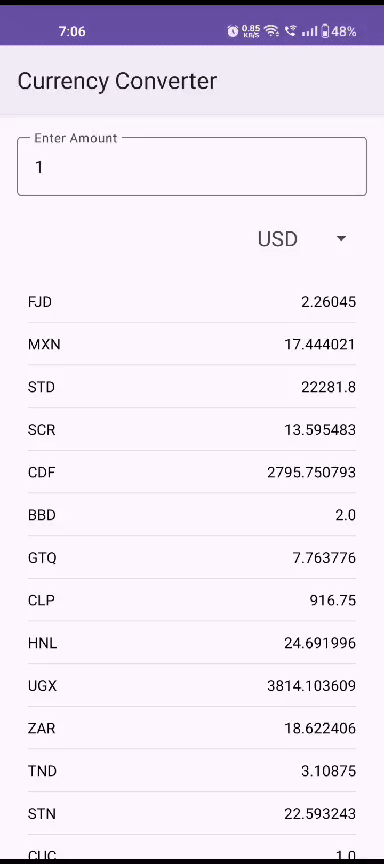 7:06 0.85 KB/S 48%
Currency Converter
Enter Amount
1
USD
FJD 2.26045
MXN 17.444021
STD 22281.8
SCR 13.595483
CDF 2795.750793
BBD 2.0
GTQ 7.763776
CLP 916.75
HNL 24.691996
UGX 3814.103609
ZAR 18.622406
TND 3.10875
STN 22.593243
CUC 1.0